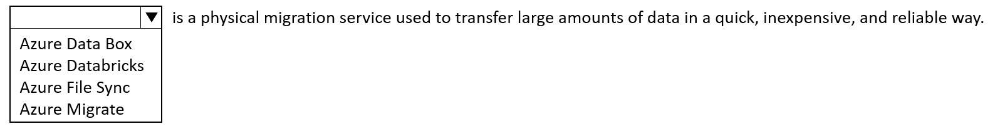 is a physical migration service used to transfer large amounts of data in a quick, inexpensive, and reliable way.
Azure Data Box
Azure Databricks
Azure File Sync
Azure Migrate